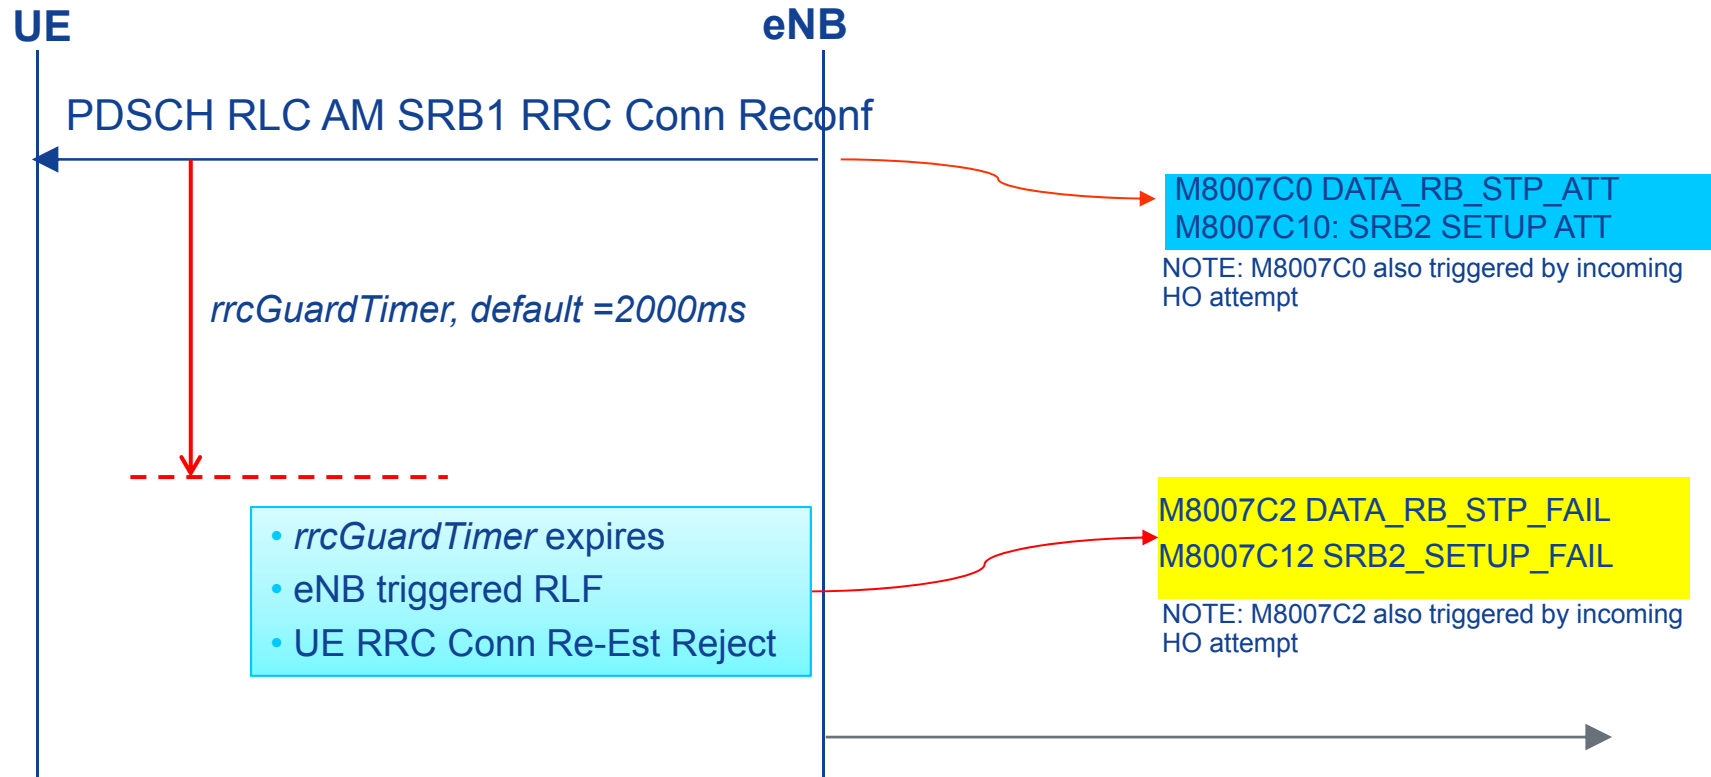 UE
eNB
PDSCH RLC AM SRB1 RRC Conn Reconf
M8007C0 DATA_RB_STP_ATT
M8007C10: SRB2 SETUP ATT
NOTE: M8007C0 also triggered by incoming
HO attempt
rrcGuardTimer, default =2000ms
• rrcGuardTimer expires
• eNB triggered RLF
• UE RRC Conn Re-Est Reject
M8007C2 DATA_RB_STP_FAIL
M8007C12 SRB2_SETUP_FAIL
NOTE: M8007C2 also triggered by incoming
HO attempt